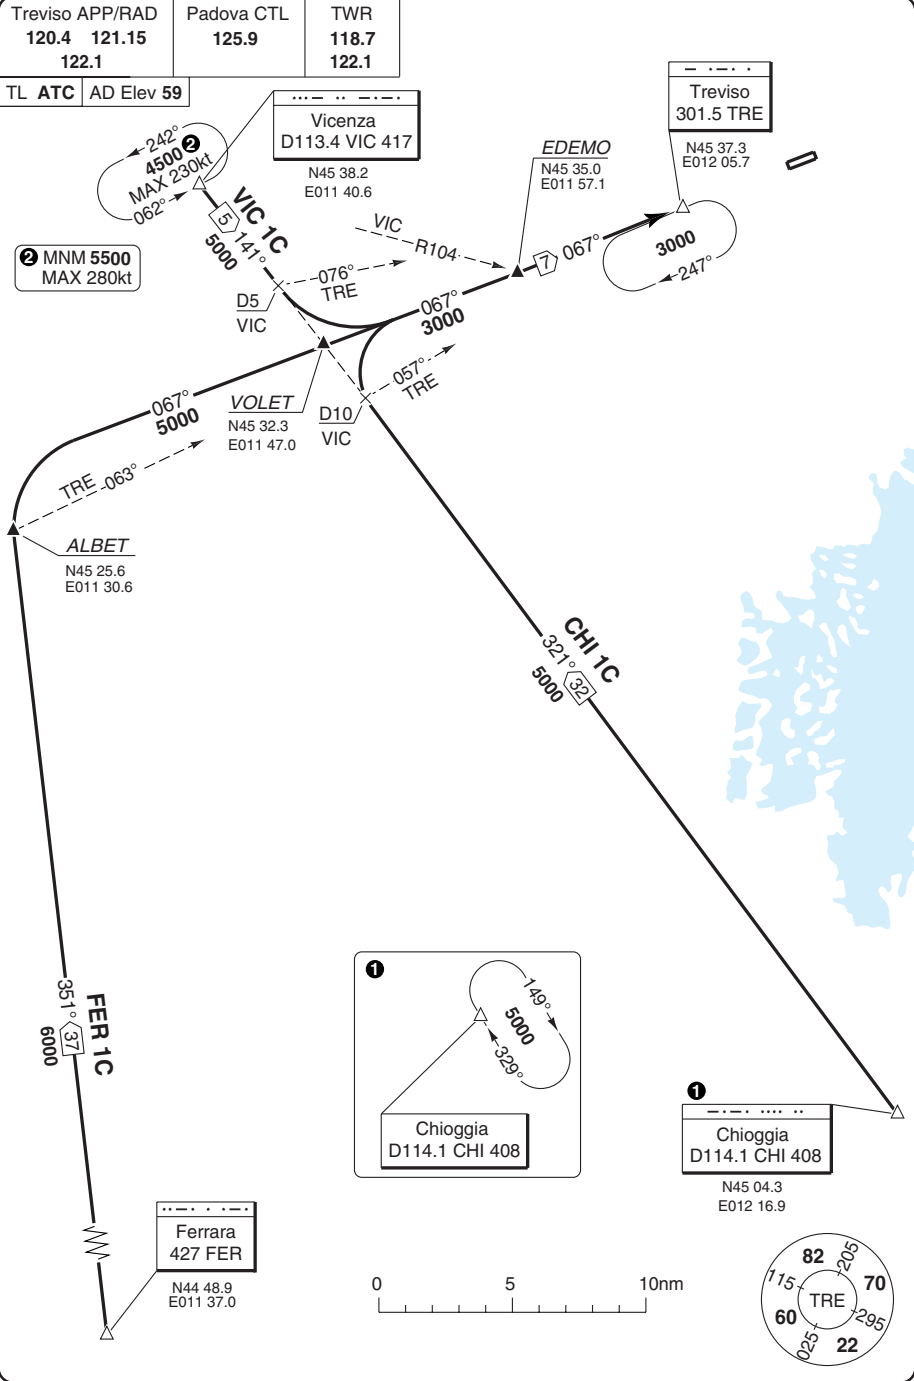 Treviso APP/RAD
120.4 121.15
122.1
Padova CTL
125.9
TWR
118.7
122.1
TL ATC
AD Elev 59
Vicenza
D113.4 VIC 417
N45 38.2
E011 40.6
Treviso
301.5 TRE
N45 37.3
E012 05.7
EDEMO
N45 35.0
E011 57.1
242°
4500 2
MAX 230kt
062°
2 MNM 5500
MAX 280kt
VIC 1C
5
141°
5000
VIC
R104
7
067°
3000
247°
076°
TRE
D5
VIC
067°
3000
057°
TRE
D10
VIC
VOLET
N45 32.3
E011 47.0
067°
5000
TRE
063°
ALBET
N45 25.6
E011 30.6
CHI 1C
321°
32
5000
FER 1C
351°
37
6000
1
149°
5000
329°
Chioggia
D114.1 CHI 408
1
Chioggia
D114.1 CHI 408
N45 04.3
E012 16.9
Ferrara
427 FER
N44 48.9
E011 37.0
0 5 10nm
82
205
115
70
TRE
60
295
025
22